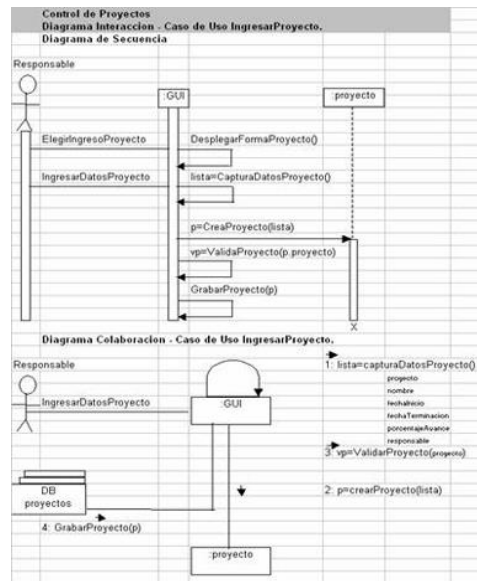 Control de Proyectos
Diagrama Interaccion - Caso de Uso IngresarProyecto.
Diagrama de Secuencia
Responsable
:GUI
:proyecto
ElegirIngresoProyecto
DesplegarFormaProyecto()
IngresarDatosProyecto
lista=CapturaDatosProyecto()
p=CreaProyecto(lista)
vp=ValidaProyecto(p.proyecto)
GrabarProyecto(p)
X
Diagrama Colaboracion - Caso de Uso IngresarProyecto.
Responsable
1: lista=capturaDatosProyecto()
proyecto
nombre
fechaInicio
fechaTerminacion
porcentajeAvance
responsable
IngresarDatosProyecto
:GUI
3: vp=ValidarProyecto(proyecto)
DB
proyectos
2: p=crearProyecto(lista)
4: GrabarProyecto(p)
:proyecto